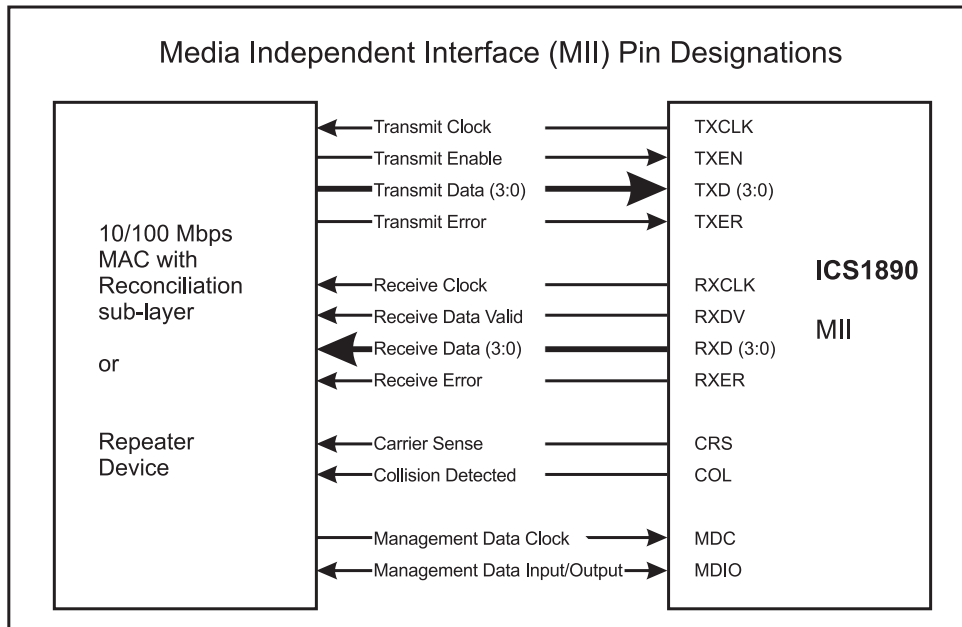 Media Independent Interface (MII) Pin Designations
10/100 Mbps
MAC with
Reconciliation
sub-layer
or
Repeater
Device
Transmit Clock
Transmit Enable
Transmit Data (3:0)
Transmit Error
Receive Clock
Receive Data Valid
Receive Data (3:0)
Receive Error
Carrier Sense
Collision Detected
Management Data Clock
Management Data Input/Output
TXCLK
TXEN
TXD (3:0)
TXER
RXCLK
RXDV
RXD (3:0)
RXER
CRS
COL
MDC
MDIO
ICS1890
MII